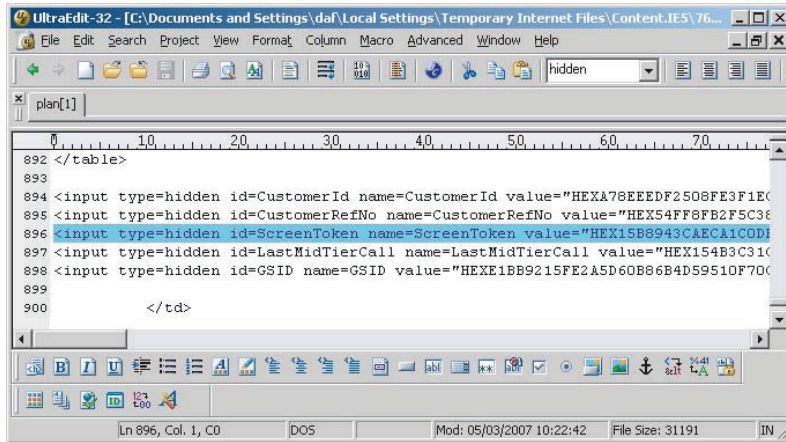 UltraEdit-32 - [C:\Documents and Settings\daf\Local Settings\Temporary Internet Files\Content.IE5\76...
File Edit Search Project View Format Column Macro Advanced Window Help
hidden
plan[1]
0 10 20 30 40 50 60 70
892 </table>
893
894 <input type=hidden id=CustomerId name=CustomerId value="HEXA78EEEDF2508FE3F1E
895 <input type=hidden id=CustomerRefNo name=CustomerRefNo value="HEX54FF8FB2F5C38
896 <input type=hidden id=ScreenToken name=ScreenToken value="HEX15B8943CAECA1COD
897 <input type=hidden id=LastMidTierCall name=LastMidTierCall value="HEX154B3C31
898 <input type=hidden id=GSID name=GSID value="HEXE1BB9215FE2A5D60B86B4D59510F70
899
900 </td>
Ln 896, Col. 1, C0 DOS Mod: 05/03/2007 10:22:42 File Size: 31191 IN